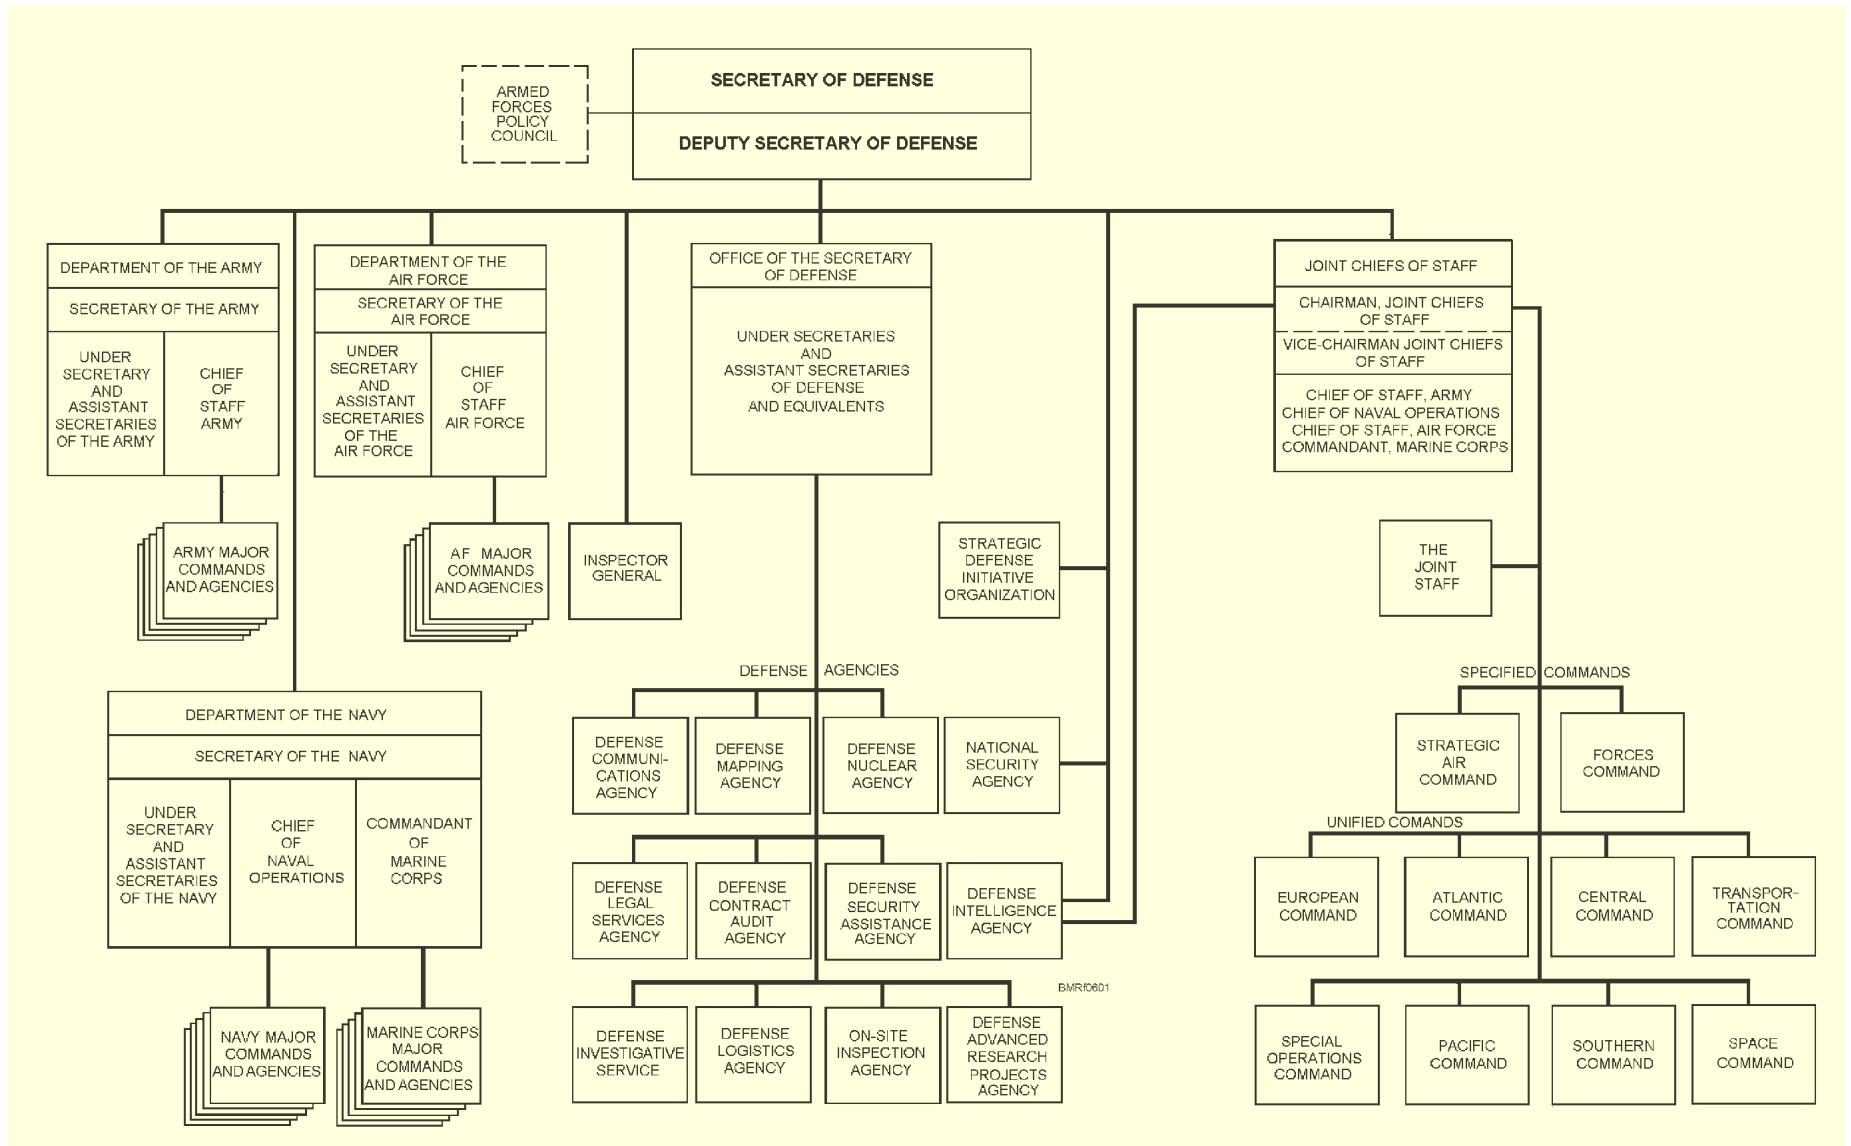 SECRETARY OF DEFENSE
DEPUTY SECRETARY OF DEFENSE
ARMED
FORCES
POLICY
COUNCIL
DEPARTMENT OF THE ARMY
SECRETARY OF THE ARMY
UNDER
SECRETARY
AND
ASSISTANT
SECRETARIES
OF THE ARMY
CHIEF
OF
STAFF
ARMY
ARMY MAJOR
COMMANDS
AND AGENCIES
DEPARTMENT OF THE
AIR FORCE
SECRETARY OF THE
AIR FORCE
UNDER
SECRETARY
AND
ASSISTANT
SECRETARIES
OF THE
AIR FORCE
CHIEF
OF
STAFF
AIR FORCE
AF MAJOR
COMMANDS
AND AGENCIES
INSPECTOR
GENERAL
OFFICE OF THE SECRETARY
OF DEFENSE
UNDER SECRETARIES
AND
ASSISTANT SECRETARIES
OF DEFENSE
AND EQUIVALENTS
STRATEGIC
DEFENSE
INITIATIVE
ORGANIZATION
JOINT CHIEFS OF STAFF
CHAIRMAN, JOINT CHIEFS
OF STAFF
VICE-CHAIRMAN JOINT CHIEFS
OF STAFF
CHIEF OF STAFF, ARMY
CHIEF OF NAVAL OPERATIONS
CHIEF OF STAFF, AIR FORCE
COMMANDANT, MARINE CORPS
THE
JOINT
STAFF
DEPARTMENT OF THE NAVY
SECRETARY OF THE NAVY
UNDER
SECRETARY
AND
ASSISTANT
SECRETARIES
OF THE NAVY
CHIEF
OF
NAVAL
OPERATIONS
COMMANDANT
OF
MARINE
CORPS
NAVY MAJOR
COMMANDS
AND AGENCIES
MARINE CORPS
MAJOR
COMMANDS
AND AGENCIES
DEFENSE AGENCIES
DEFENSE
COMMUNI-
CATIONS
AGENCY
DEFENSE
MAPPING
AGENCY
DEFENSE
NUCLEAR
AGENCY
NATIONAL
SECURITY
AGENCY
DEFENSE
LEGAL
SERVICES
AGENCY
DEFENSE
CONTRACT
AUDIT
AGENCY
DEFENSE
SECURITY
ASSISTANCE
AGENCY
DEFENSE
INTELLIGENCE
AGENCY
BMRf0601
DEFENSE
INVESTIGATIVE
SERVICE
DEFENSE
LOGISTICS
AGENCY
ON-SITE
INSPECTION
AGENCY
DEFENSE
ADVANCED
RESEARCH
PROJECTS
AGENCY
SPECIFIED COMMANDS
STRATEGIC
AIR
COMMAND
FORCES
COMMAND
UNIFIED COMANDS
EUROPEAN
COMMAND
ATLANTIC
COMMAND
CENTRAL
COMMAND
TRANSPOR-
TATION
COMMAND
SPECIAL
OPERATIONS
COMMAND
PACIFIC
COMMAND
SOUTHERN
COMMAND
SPACE
COMMAND